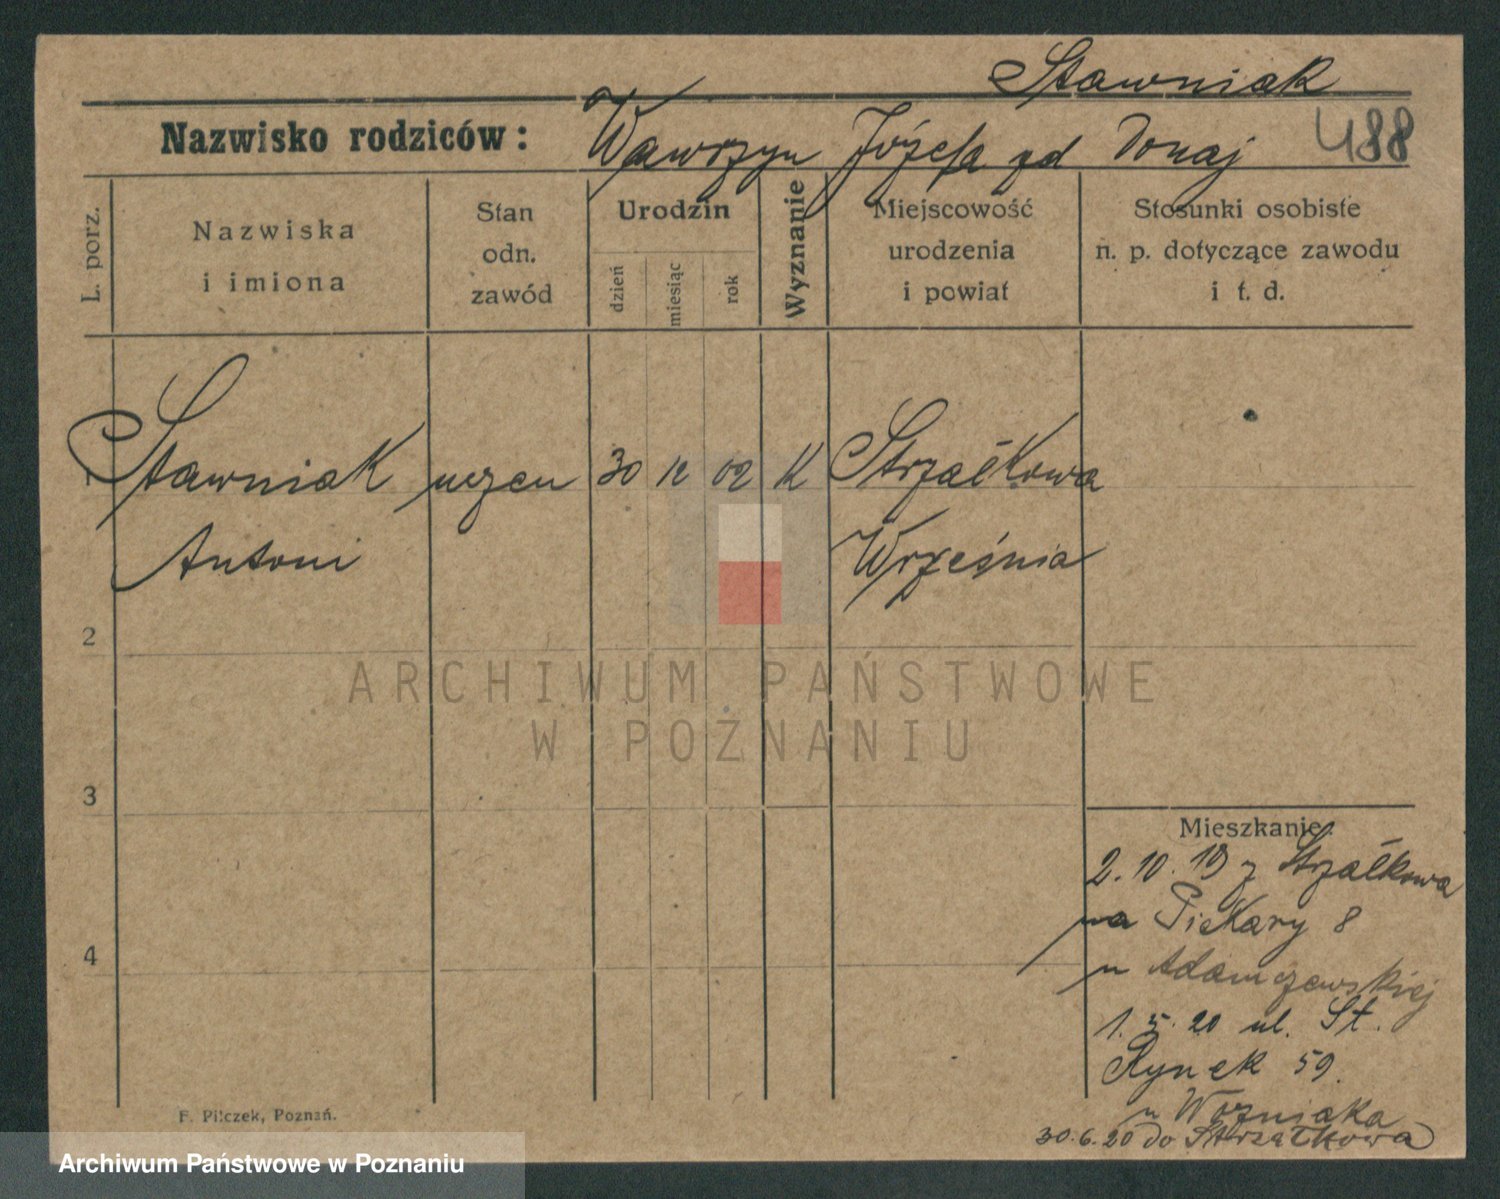 Stawniak
Nazwisko rodziców: Wawrzyn Józefa zd Donaj 488
L. porz.
Nazwiska
i imiona
Stan
odn.
zawód
Urodzin
dzień
miesiąc
rok
Wyznanie
Miejscowość
urodzenia
i powiat
Stosunki osobiste
n. p. dotyczące zawodu
i t. d.
1 Stawniak uczeń 30 12 02 K Strzałkowa
Antoni Września
2
ARCHIWUM PAŃSTWOWE
W POZNANIU
3
Mieszkanie:
2.10.19 z Strzałkowa
na Piekary 8
u Adamczewskiej
4
1.5.20 ul. St.
Rynek 59.
u Woźniaka
30.6.20 do Strzałkowa
F. Pilczek, Poznań.
Archiwum Państwowe w Poznaniu